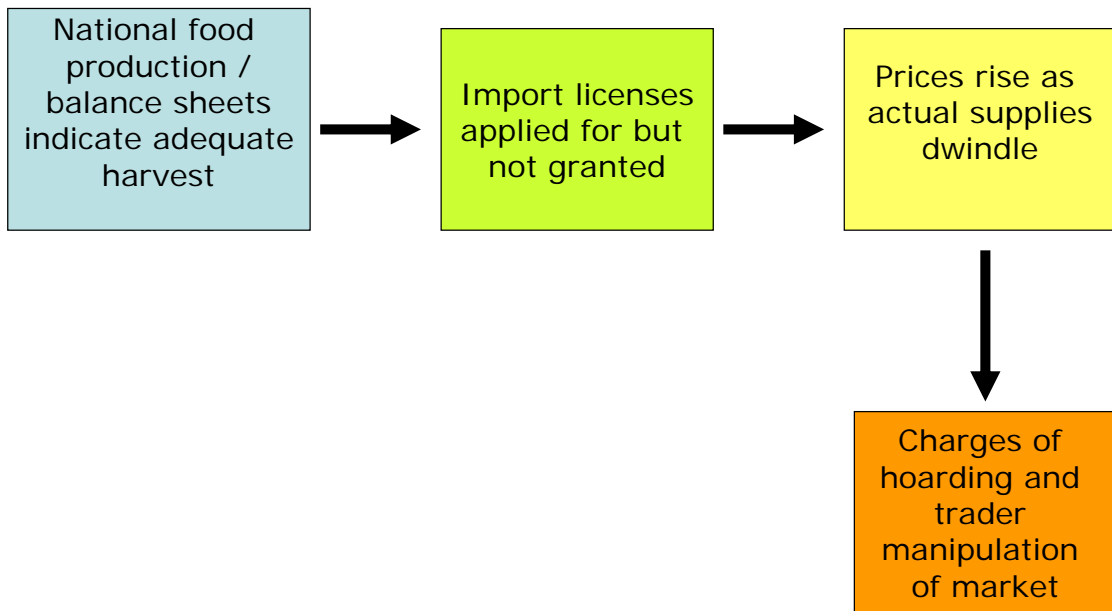 National food
production /
balance sheets
indicate adequate
harvest
Import licenses
applied for but
not granted
Prices rise as
actual supplies
dwindle
Charges of
hoarding and
trader
manipulation
of market